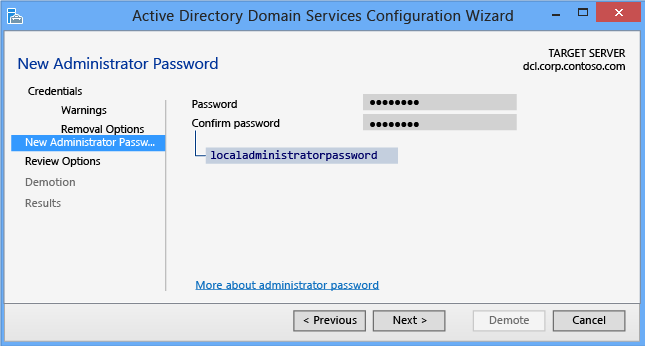 Active Directory Domain Services Configuration Wizard
TARGET SERVER
dcl.corp.contoso.com
New Administrator Password
Credentials
Warnings
Removal Options
New Administrator Passw...
Review Options
Demotion
Results
Password ●●●●●●●●
Confirm password ●●●●●●●●
localadministratorpassword
More about administrator password
< Previous
Next >
Demote
Cancel